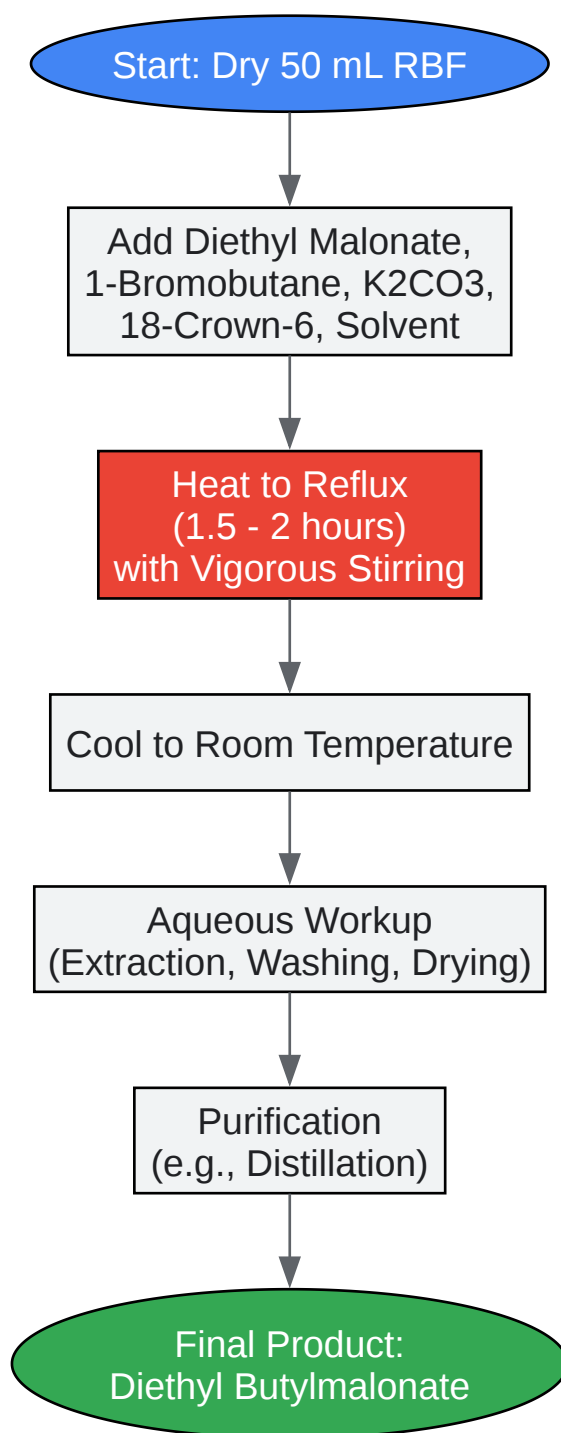 Start: Dry 50 mL RBF
Add Diethyl Malonate,
1-Bromobutane, K2CO3,
18-Crown-6, Solvent
Heat to Reflux
(1.5 - 2 hours)
with Vigorous Stirring
Cool to Room Temperature
Aqueous Workup
(Extraction, Washing, Drying)
Purification
(e.g., Distillation)
Final Product:
Diethyl Butylmalonate